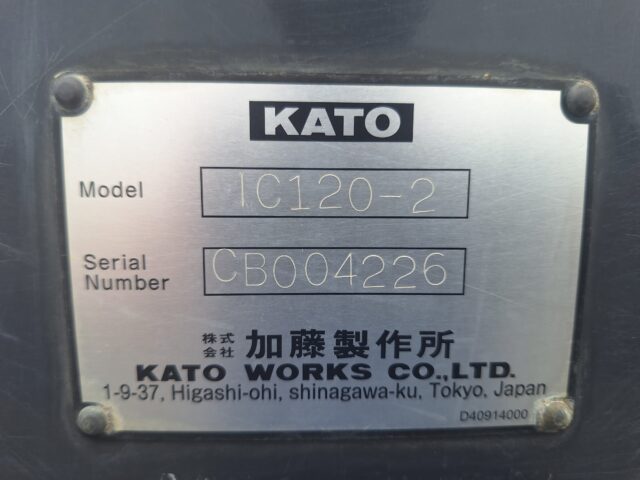 KATO
Model IC120-2
Serial Number CB004226
株式会社 加藤製作所
KATO WORKS CO.,LTD.
1-9-37, Higashi-ohi, shinagawa-ku, Tokyo, Japan
D40914000